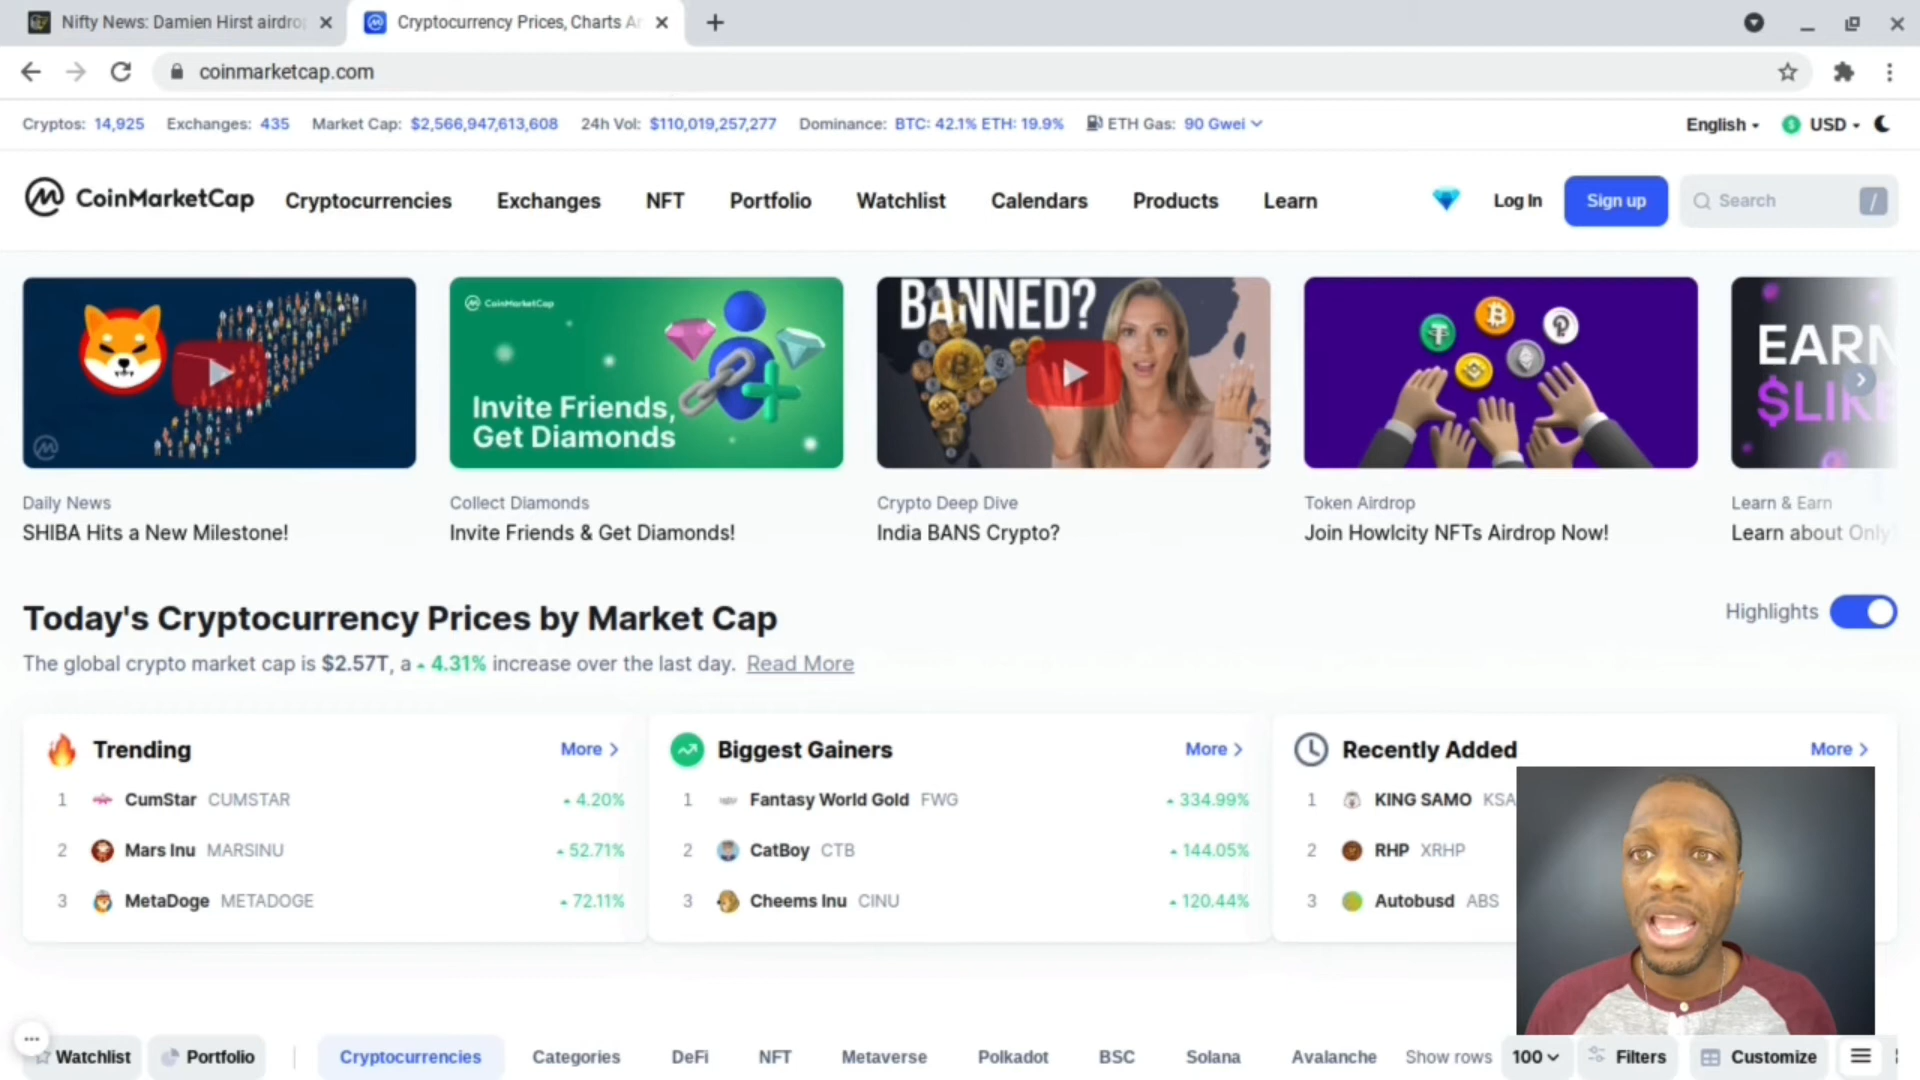 Nifty News: Damien Hirst airdrop
Cryptocurrency Prices, Charts A
coinmarketcap.com
Cryptos: 14,925 Exchanges: 435 Market Cap: $2,566,947,613,608 24h Vol: $110,019,257,277 Dominance: BTC: 42.1% ETH: 19.9% ETH Gas: 90 Gwei English USD
CoinMarketCap Cryptocurrencies Exchanges NFT Portfolio Watchlist Calendars Products Learn Log In Sign up Search /
CoinMarketCap
Invite Friends,
Get Diamonds
BANNED?
EARN
$LIKE
Daily News
SHIBA Hits a New Milestone!
Collect Diamonds
Invite Friends & Get Diamonds!
Crypto Deep Dive
India BANS Crypto?
Token Airdrop
Join Howlcity NFTs Airdrop Now!
Learn & Earn
Learn about Only
Today's Cryptocurrency Prices by Market Cap
Highlights
The global crypto market cap is $2.57T, a 4.31% increase over the last day. Read More
Trending More
1 CumStar CUMSTAR 4.20%
2 Mars Inu MARSINU 52.71%
3 MetaDoge METADOGE 72.11%
Biggest Gainers More
1 Fantasy World Gold FWG 334.99%
2 CatBoy CTB 144.05%
3 Cheems Inu CINU 120.44%
Recently Added More
1 KING SAMO KSA
2 RHP XRHP
3 Autobusd ABS
Watchlist Portfolio Cryptocurrencies Categories DeFi NFT Metaverse Polkadot BSC Solana Avalanche Show rows 100 Filters Customize